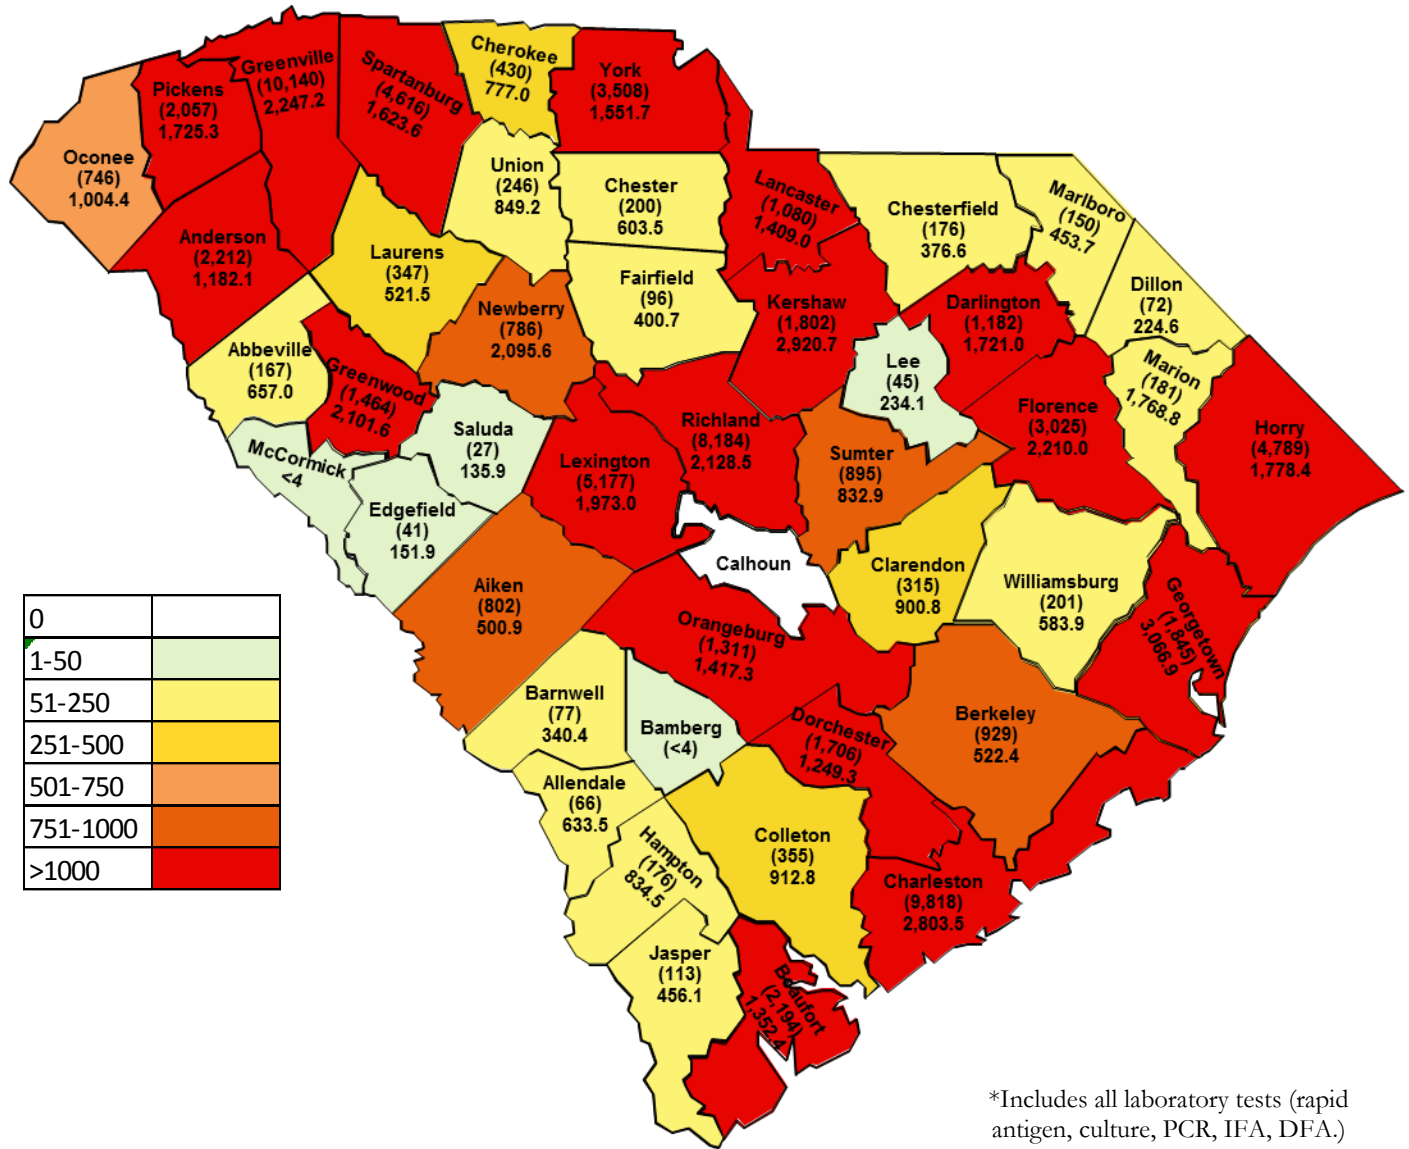 Cherokee
(430)
777.0
York
(3,508)
1,551.7
Greenville
(10,140)
2,247.2
Spartanburg
(4,616)
1,623.6
Pickens
(2,057)
1,725.3
Oconee
(746)
1,004.4
Union
(246)
849.2
Chester
(200)
603.5
Lancaster
(1,080)
1,409.0
Chesterfield
(176)
376.6
Marlboro
(150)
453.7
Anderson
(2,212)
1,182.1
Laurens
(347)
521.5
Fairfield
(96)
400.7
Dillon
(72)
224.6
Newberry
(786)
2,095.6
Kershaw
(1,802)
2,920.7
Darlington
(1,182)
1,721.0
Abbeville
(167)
657.0
Greenwood
(1,464)
2,101.6
Lee
(45)
234.1
Marion
(181)
1,768.8
Saluda
(27)
135.9
Richland
(8,184)
2,128.5
Florence
(3,025)
2,210.0
Horry
(4,789)
1,778.4
McCormick
<4
Lexington
(5,177)
1,973.0
Sumter
(895)
832.9
Edgefield
(41)
151.9
Calhoun
Clarendon
(315)
900.8
Williamsburg
(201)
583.9
Aiken
(802)
500.9
Georgetown
(1,845)
3,066.9
Orangeburg
(1,311)
1,417.3
Barnwell
(77)
340.4
Bamberg
(<4)
Dorchester
(1,706)
1,249.3
Berkeley
(929)
522.4
Allendale
(66)
633.5
Hampton
(176)
834.5
Colleton
(355)
912.8
Charleston
(9,818)
2,803.5
Jasper
(113)
456.1
Beaufort
(2,194)
1,352.4
0
1-50
51-250
251-500
501-750
751-1000
>1000
*Includes all laboratory tests (rapid
antigen, culture, PCR, IFA, DFA.)